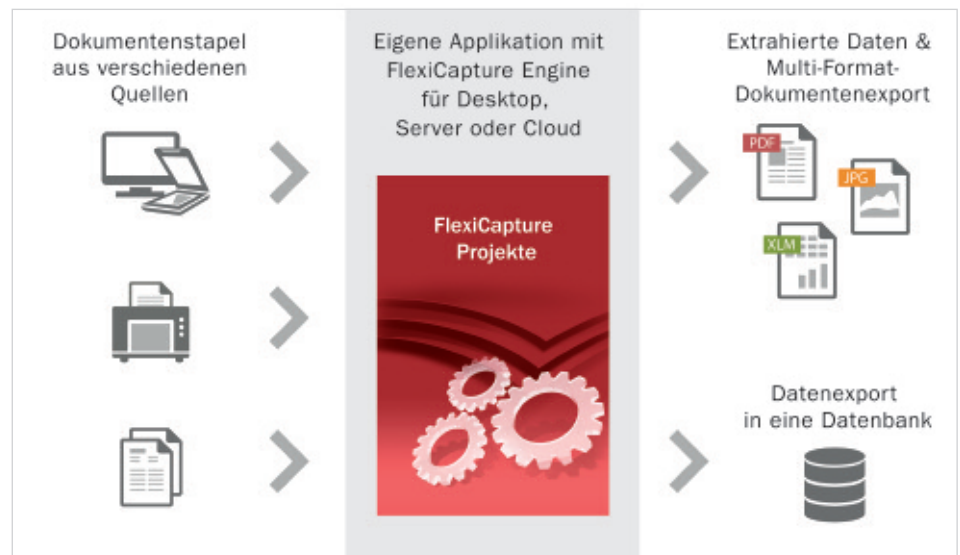 Dokumentenstapel
aus verschiedenen
Quellen
Eigene Applikation mit
FlexiCapture Engine
für Desktop,
Server oder Cloud
FlexiCapture
Projekte
Extrahierte Daten &
Multi-Format-
Dokumentenexport
PDF
JPG
XLM
Datenexport
in eine Datenbank